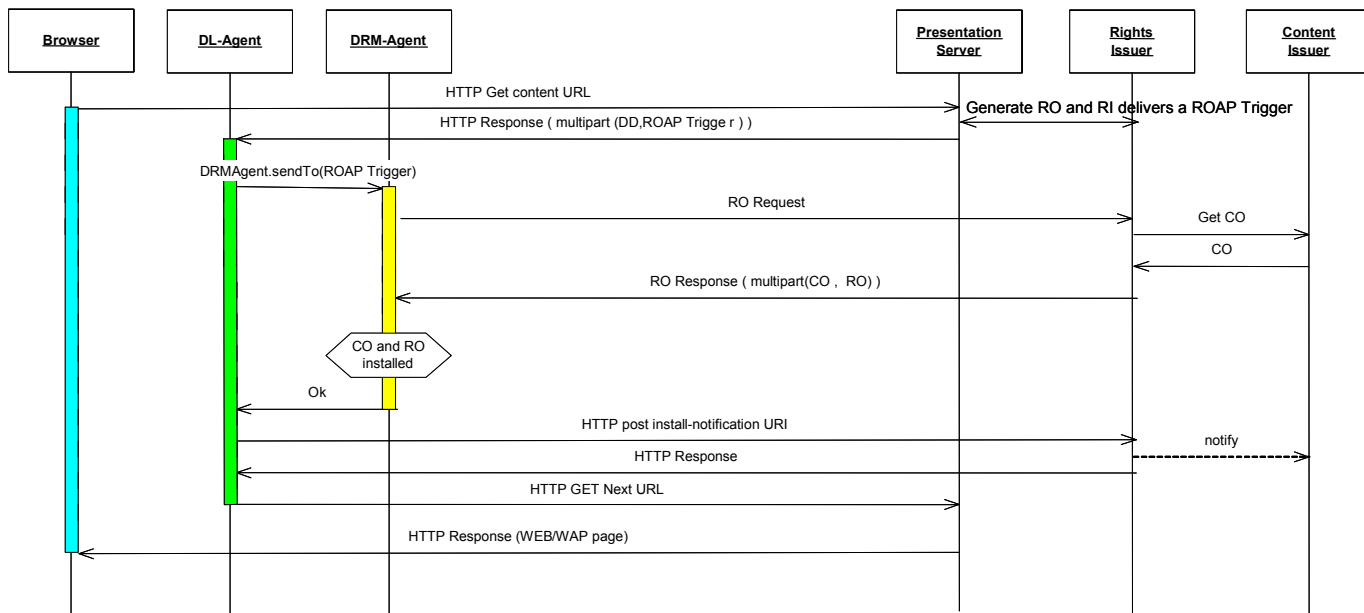 Browser
DL-Agent
DRM-Agent
Presentation
Server
Rights
Issuer
Content
Issuer
HTTP Get content URL
Generate RO and RI delivers a ROAP Trigger
HTTP Response ( multipart (DD,ROAP Trigge r ) )
DRMAgent.sendTo(ROAP Trigger)
RO Request
Get CO
CO
RO Response ( multipart(CO , RO) )
CO and RO
installed
Ok
HTTP post install-notification URI
notify
HTTP Response
HTTP GET Next URL
HTTP Response (WEB/WAP page)